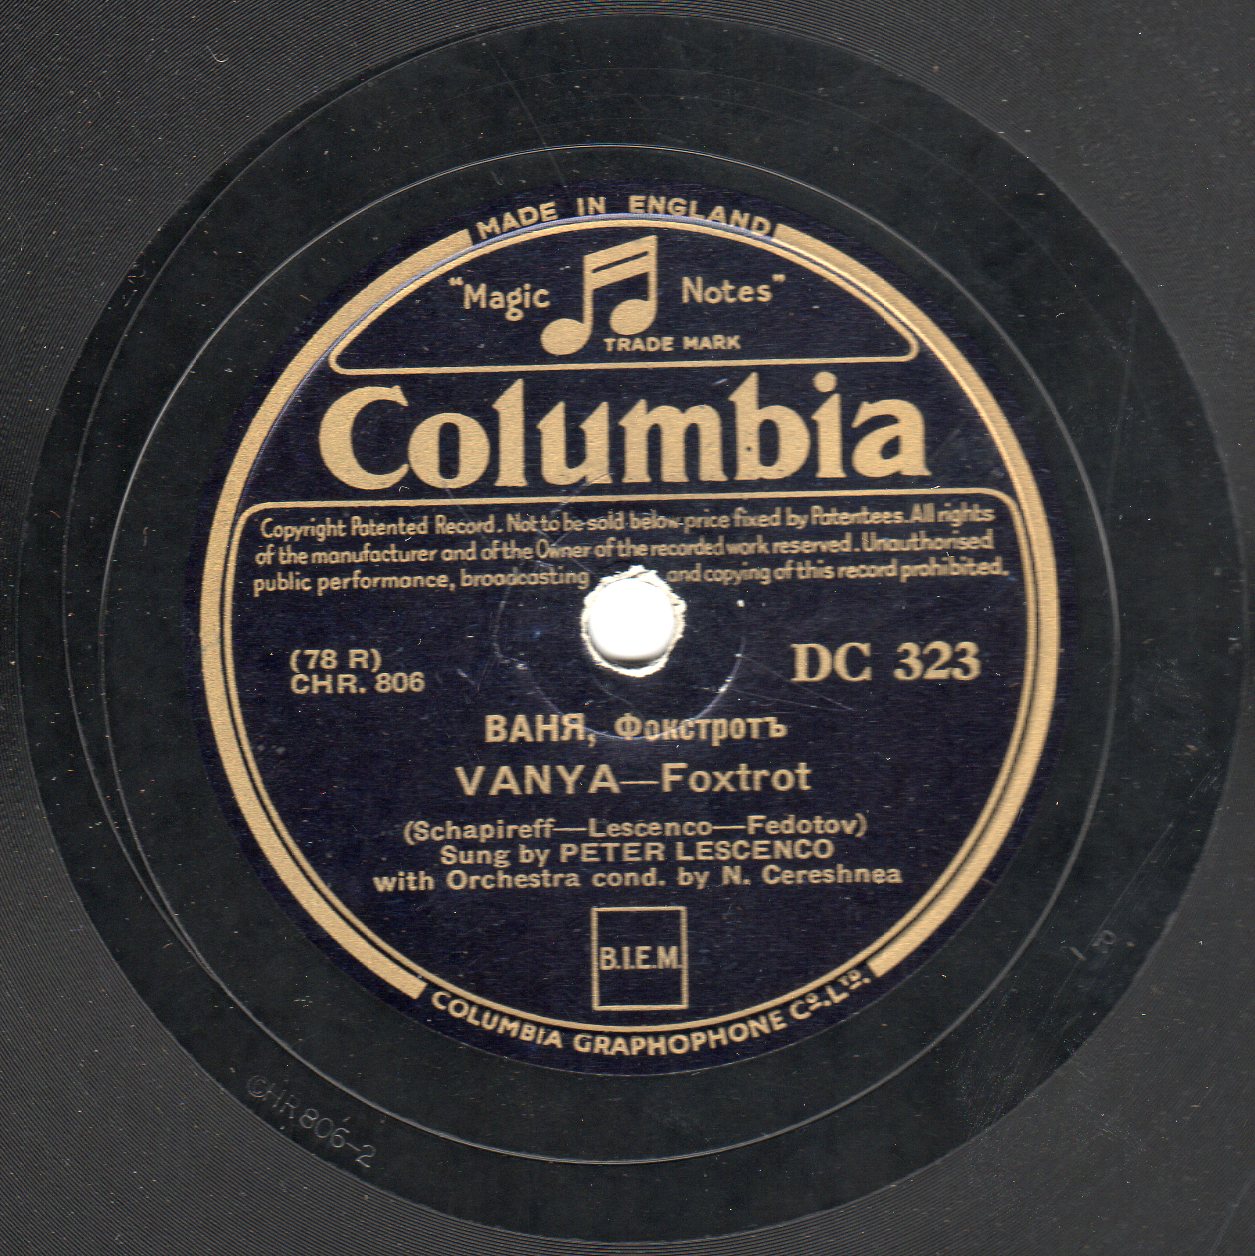 MADE IN ENGLAND
"Magic Notes"
TRADE MARK
Columbia
Copyright Patented Record. Not to be sold below price fixed by Patentees. All rights
of the manufacturer and of the Owner of the recorded work reserved. Unauthorised
public performance, broadcasting and copying of this record prohibited.
(78 R)
CHR. 806
DC 323
ВАНЯ, Фокстротъ
VANYA—Foxtrot
(Schapireff—Lescenco—Fedotov)
Sung by PETER LESCENCO
with Orchestra cond. by N. Cereshnea
B.I.E.M.
COLUMBIA GRAPHOPHONE Co. LTD.
CHR806-2